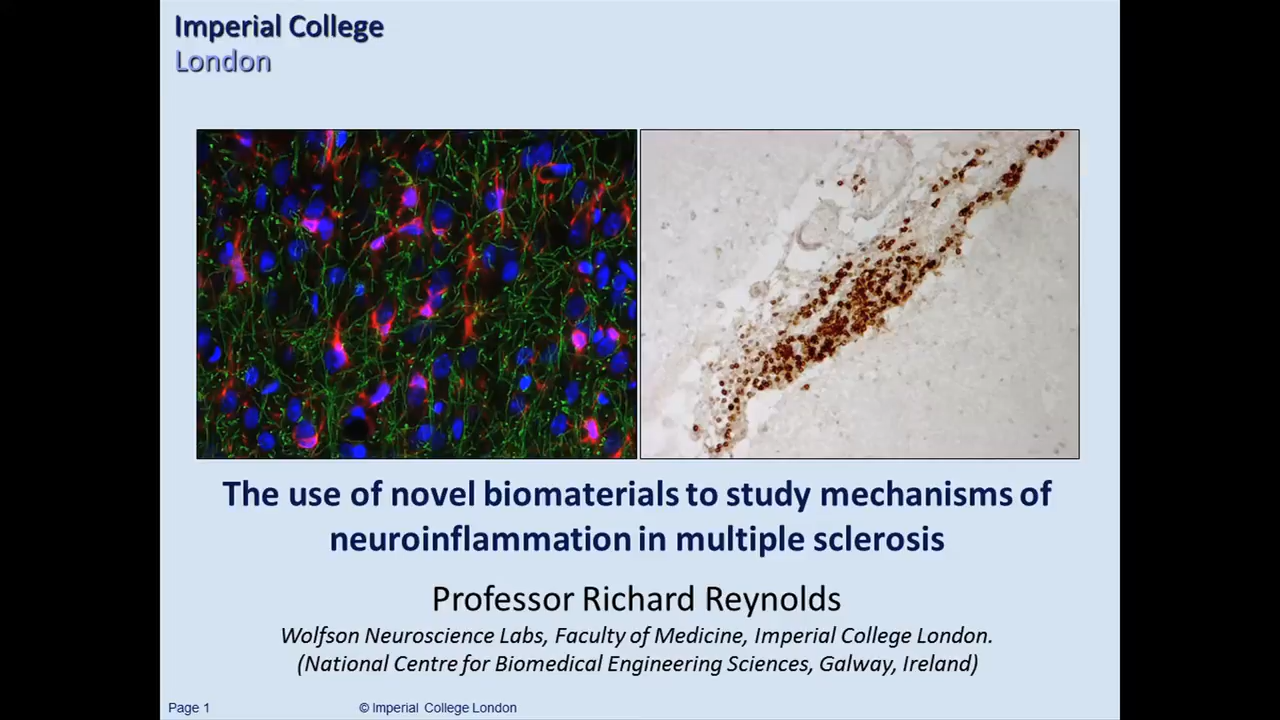 Imperial College
London
The use of novel biomaterials to study mechanisms of
neuroinflammation in multiple sclerosis
Professor Richard Reynolds
Wolfson Neuroscience Labs, Faculty of Medicine, Imperial College London.
(National Centre for Biomedical Engineering Sciences, Galway, Ireland)
Page 1
© Imperial College London